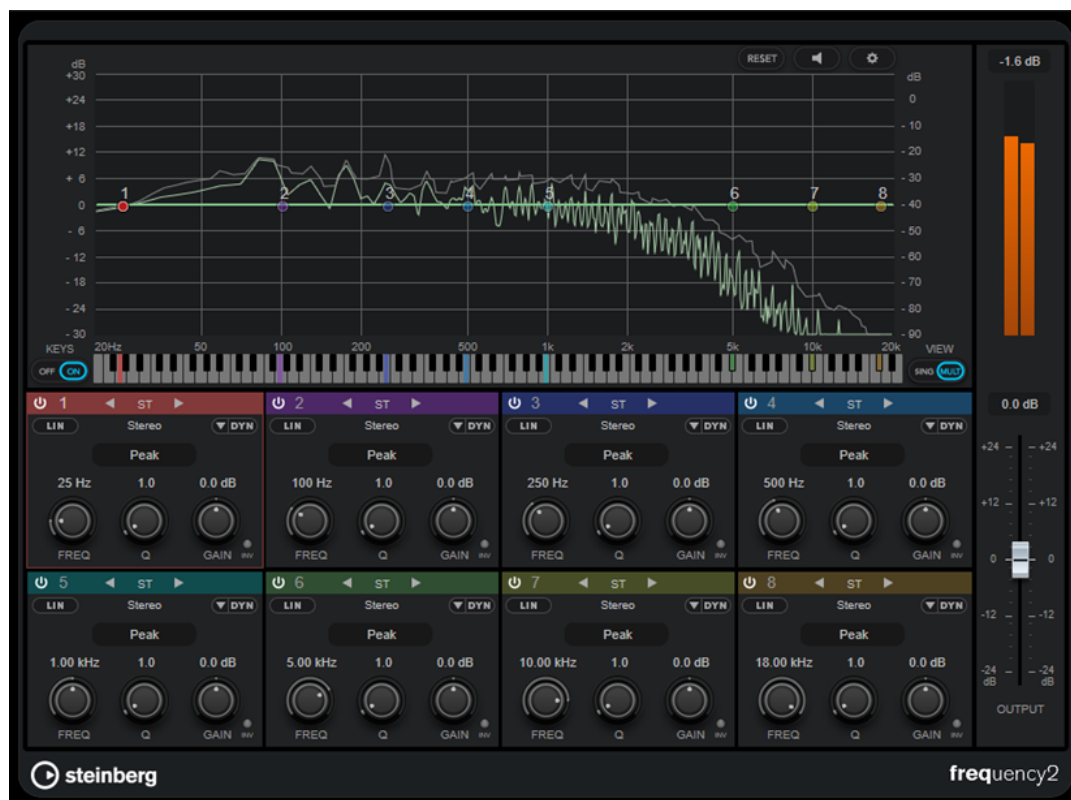 RESET
-1.6 dB
dB
dB
+30
+24
0
+18
- 10
+12
- 20
+ 6
- 30
0
- 40
- 6
- 50
- 12
- 60
- 18
- 70
- 24
- 80
- 30
- 90
1 2 3 4 5 6 7 8
20Hz 50 100 200 500 1k 2k 5k 10k 20k
KEYS
OFF ON
VIEW
SING MULT
1 ST
LIN Stereo DYN
Peak
25 Hz 1.0 0.0 dB
FREQ Q GAIN INV
2 ST
LIN Stereo DYN
Peak
100 Hz 1.0 0.0 dB
FREQ Q GAIN INV
3 ST
LIN Stereo DYN
Peak
250 Hz 1.0 0.0 dB
FREQ Q GAIN INV
4 ST
LIN Stereo DYN
Peak
500 Hz 1.0 0.0 dB
FREQ Q GAIN INV
5 ST
LIN Stereo DYN
Peak
1.00 kHz 1.0 0.0 dB
FREQ Q GAIN INV
6 ST
LIN Stereo DYN
Peak
5.00 kHz 1.0 0.0 dB
FREQ Q GAIN INV
7 ST
LIN Stereo DYN
Peak
10.00 kHz 1.0 0.0 dB
FREQ Q GAIN INV
8 ST
LIN Stereo DYN
Peak
18.00 kHz 1.0 0.0 dB
FREQ Q GAIN INV
0.0 dB
+24 +24
+12 +12
0 0
-12 -12
-24 -24
dB dB
OUTPUT
steinberg
frequency2